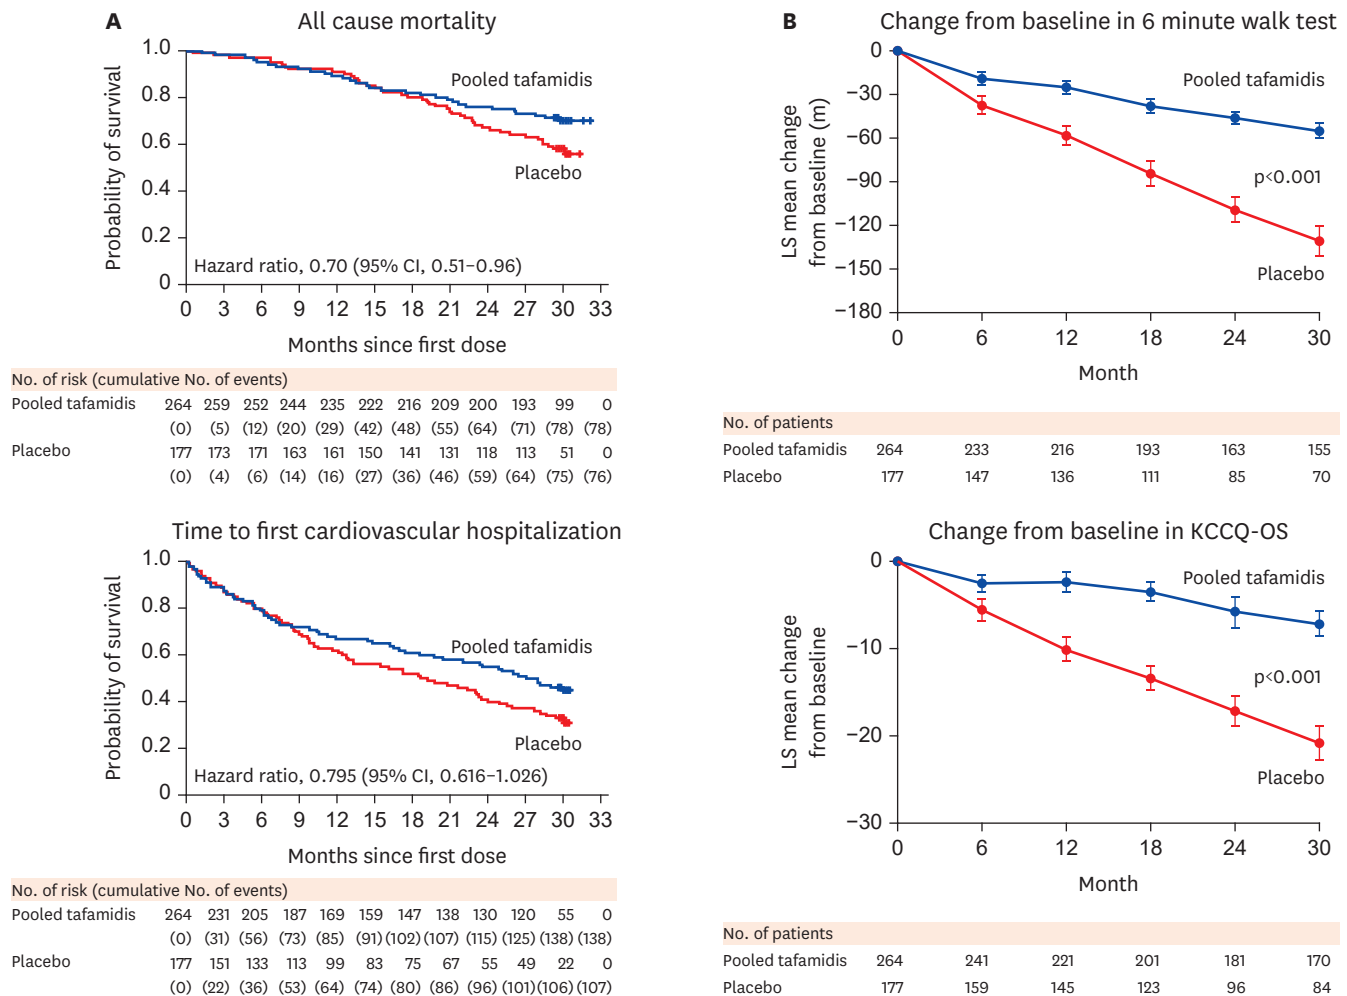 A
All cause mortality
1.0
0.8
0.6
0.4
0.2
0
Probability of survival
Pooled tafamidis
Placebo
Hazard ratio, 0.70 (95% CI, 0.51–0.96)
0 3 6 9 12 15 18 21 24 27 30 33
Months since first dose
No. of risk (cumulative No. of events)
Pooled tafamidis 264 259 252 244 235 222 216 209 200 193 99 0
(0) (5) (12) (20) (29) (42) (48) (55) (64) (71) (78) (78)
Placebo 177 173 171 163 161 150 141 131 118 113 51 0
(0) (4) (6) (14) (16) (27) (36) (46) (59) (64) (75) (76)
Time to first cardiovascular hospitalization
1.0
0.8
0.6
0.4
0.2
0
Probability of survival
Pooled tafamidis
Placebo
Hazard ratio, 0.795 (95% CI, 0.616–1.026)
0 3 6 9 12 15 18 21 24 27 30 33
Months since first dose
No. of risk (cumulative No. of events)
Pooled tafamidis 264 231 205 187 169 159 147 138 130 120 55 0
(0) (31) (56) (73) (85) (91) (102) (107) (115) (125) (138) (138)
Placebo 177 151 133 113 99 83 75 67 55 49 22 0
(0) (22) (36) (53) (64) (74) (80) (86) (96) (101) (106) (107)
B
Change from baseline in 6 minute walk test
0
−30
−60
−90
−120
−150
−180
LS mean change
from baseline (m)
Pooled tafamidis
p<0.001
Placebo
0 6 12 18 24 30
Month
No. of patients
Pooled tafamidis 264 233 216 193 163 155
Placebo 177 147 136 111 85 70
Change from baseline in KCCQ-OS
0
−10
−20
−30
LS mean change
from baseline
Pooled tafamidis
p<0.001
Placebo
0 6 12 18 24 30
Month
No. of patients
Pooled tafamidis 264 241 221 201 181 170
Placebo 177 159 145 123 96 84